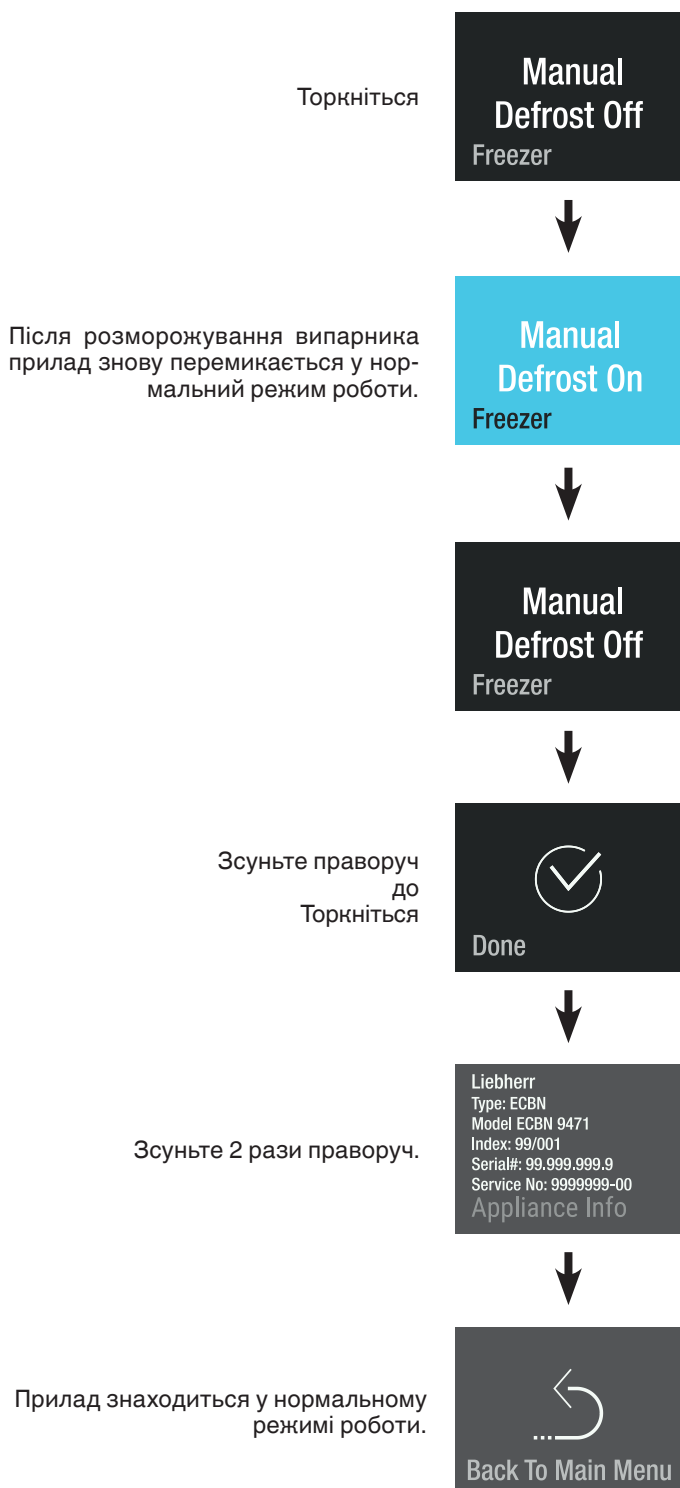 Торкніться
Manual
Defrost Off
Freezer
Після розморожування випарника
прилад знову перемикається у нор-
мальний режим роботи.
Manual
Defrost On
Freezer
Manual
Defrost Off
Freezer
Зсуньте праворуч
до
Торкніться
Done
Зсуньте 2 рази праворуч.
Liebherr
Type: ECBN
Model ECBN 9471
Index: 99/001
Serial#: 99.999.999.9
Service No: 9999999-00
Appliance Info
Прилад знаходиться у нормальному
режимі роботи.
Back To Main Menu